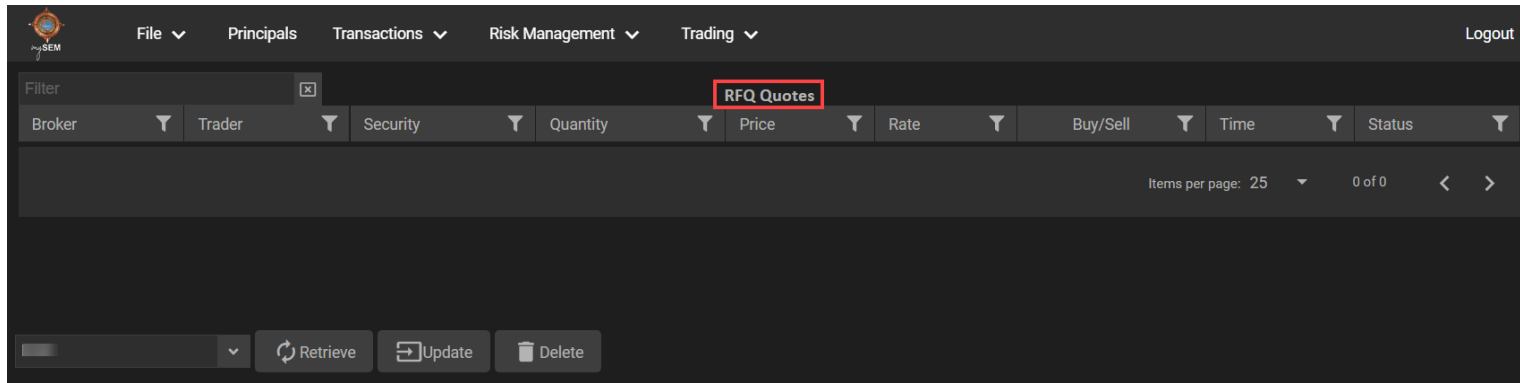 mySEM
File
Principals
Transactions
Risk Management
Trading
Logout
Filter
RFQ Quotes
Broker
Trader
Security
Quantity
Price
Rate
Buy/Sell
Time
Status
Items per page: 25
0 of 0
Retrieve
Update
Delete